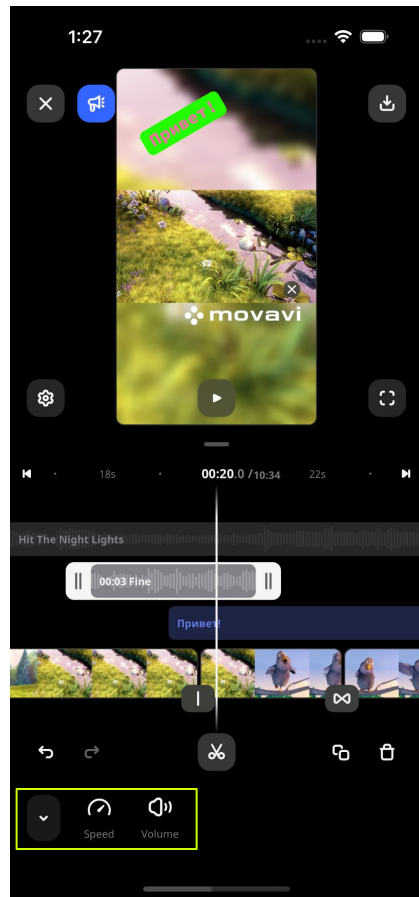 1:27
Привет!
movavi
18s
00:20.0 /10:34
22s
Hit The Night Lights
00:03 Fine
Привет!
Speed
Volume